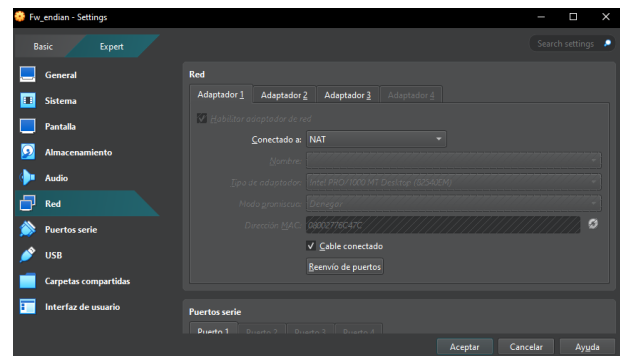 Fw_endian - Settings
Basic
Expert
Search settings
General
Sistema
Pantalla
Almacenamiento
Audio
Red
Puertos serie
USB
Carpetas compartidas
Interfaz de usuario
Red
Adaptador 1 Adaptador 2 Adaptador 3 Adaptador 4
Habilitar adaptador de red
Conectado a: NAT
Nombre:
Tipo de adaptador: Intel PRO/1000 MT Desktop (82540EM)
Modo promiscuo: Denegar
Dirección MAC: 08002776C47C
Cable conectado
Reenvío de puertos
Puertos serie
Puerto 1 Puerto 2 Puerto 3 Puerto 4
Aceptar Cancelar Ayuda